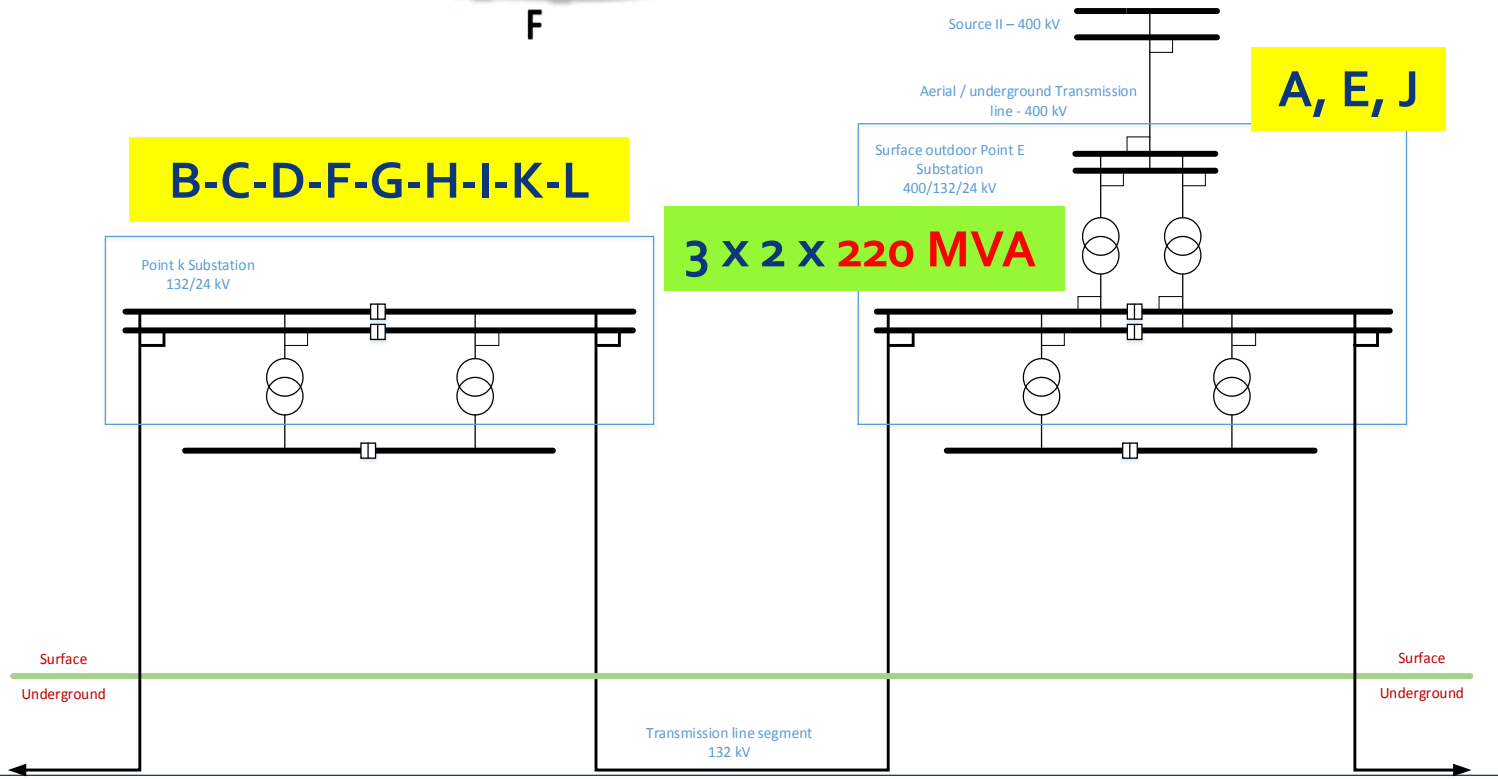 F
Source II – 400 kV
A, E, J
Aerial / underground Transmission
line - 400 kV
B-C-D-F-G-H-I-K-L
Surface outdoor Point E
Substation
400/132/24 kV
3 x 2 x 220 MVA
Point k Substation
132/24 kV
Surface
Underground
Surface
Underground
Transmission line segment
132 kV